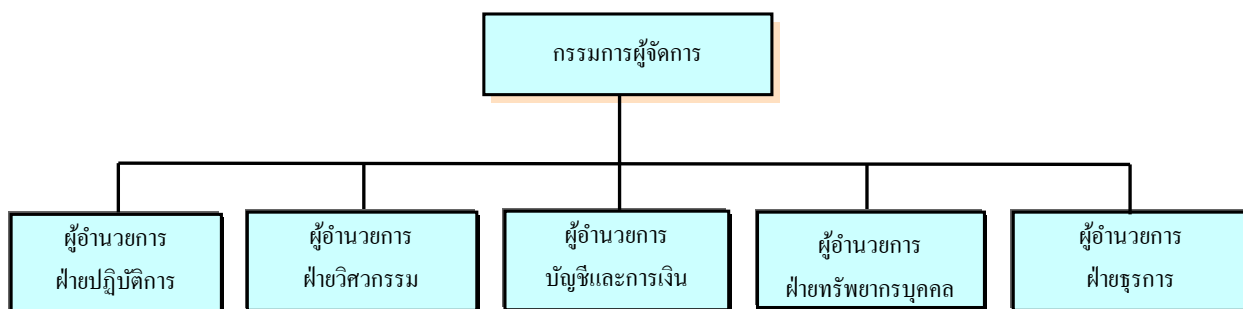 กรรมการผู้จัดการ
ผู้อำนวยการ
ฝ่ายปฏิบัติการ
ผู้อำนวยการ
ฝ่ายวิศวกรรม
ผู้อำนวยการ
บัญชีและการเงิน
ผู้อำนวยการ
ฝ่ายทรัพยากรบุคคล
ผู้อำนวยการ
ฝ่ายธุรการ